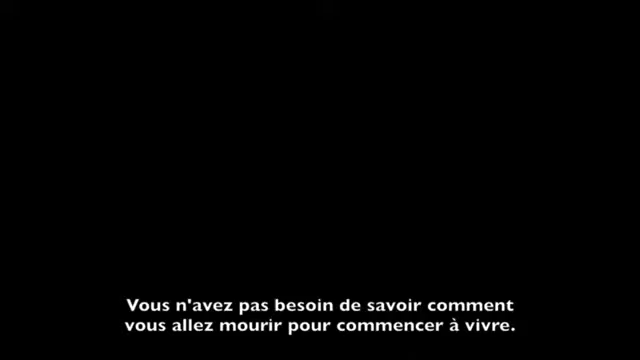 Vous n'avez pas besoin de savoir comment
vous allez mourir pour commencer à vivre.